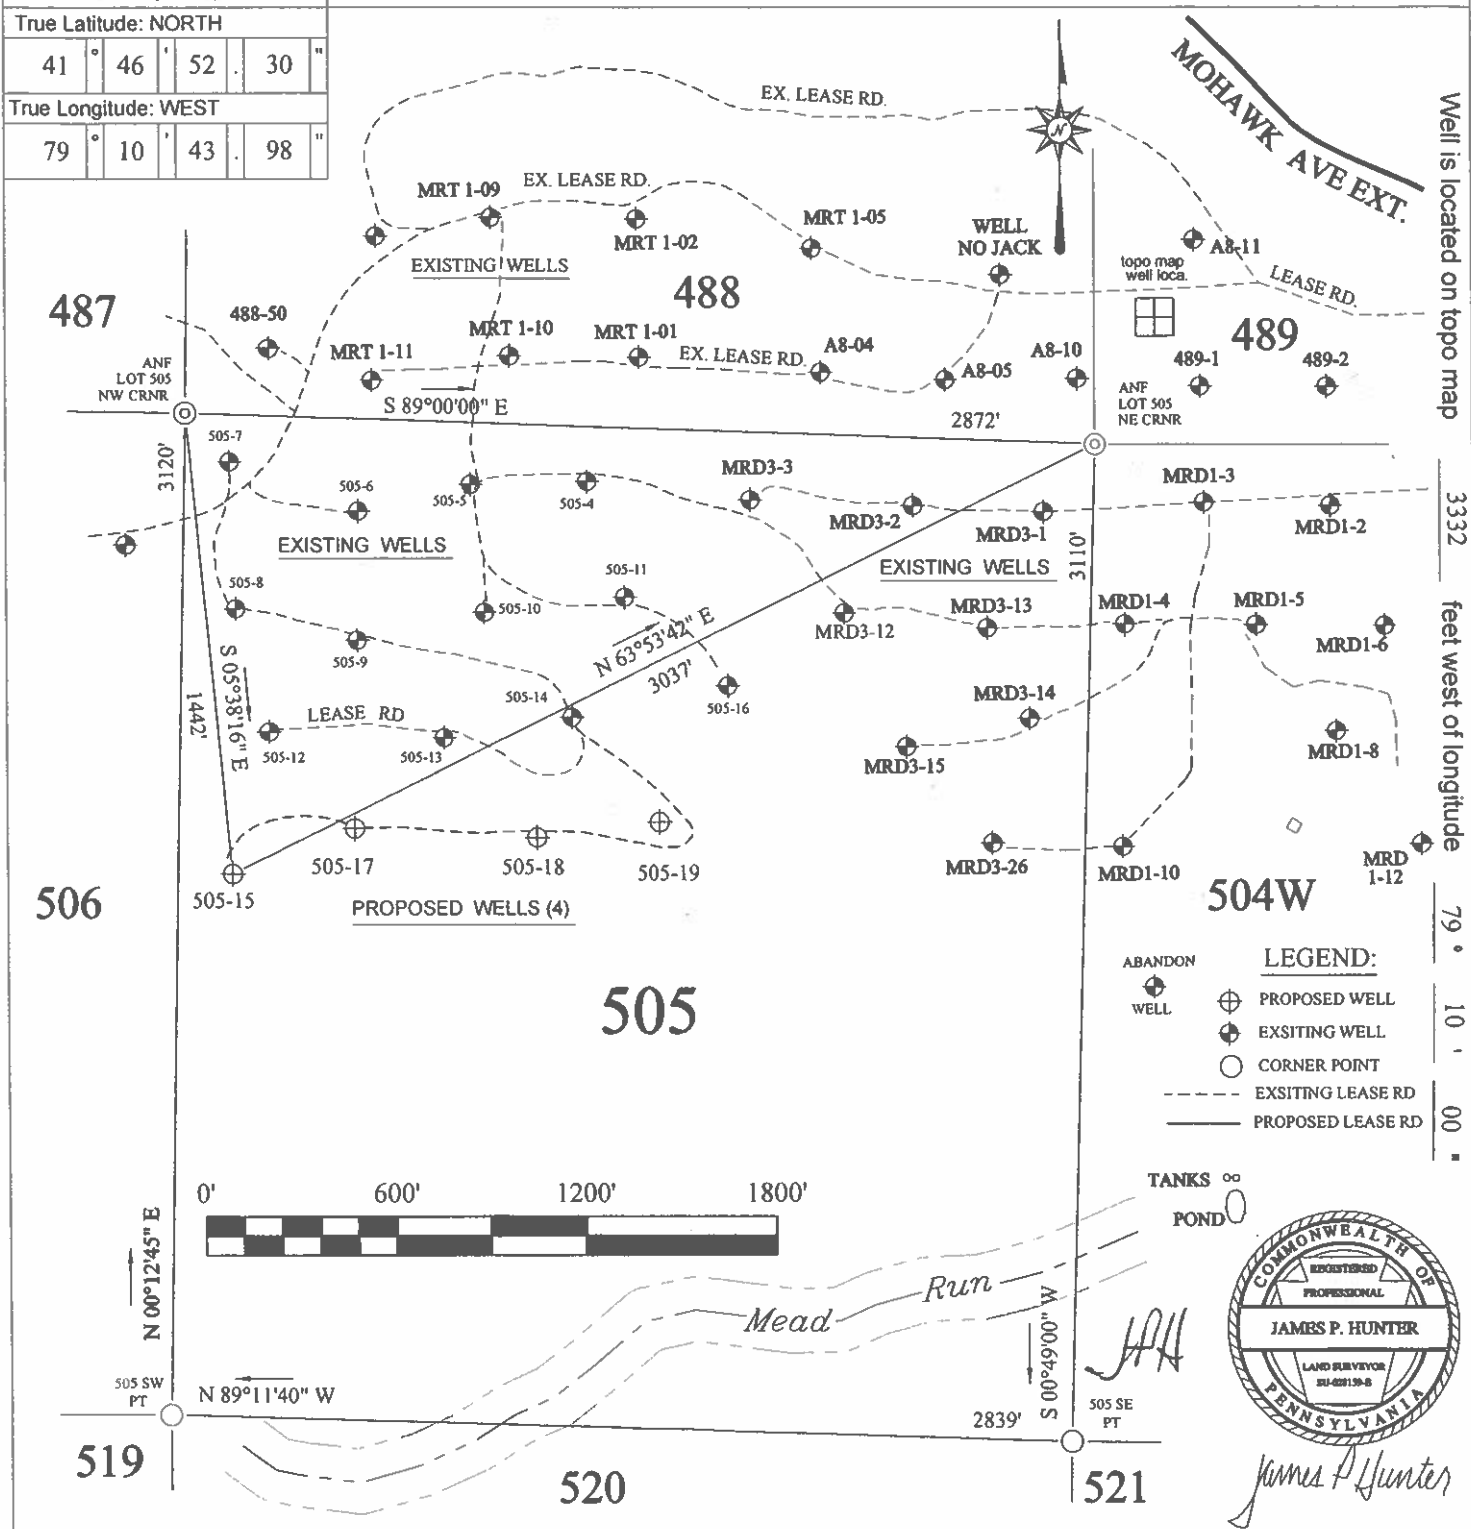 True Latitude: NORTH
41 ° 46 ' 52 . 30 "
True Longitude: WEST
79 ° 10 ' 43 . 98 "
MOHAWK AVE EXT.
EX. LEASE RD.
MRT 1-09
EX. LEASE RD.
MRT 1-02
MRT 1-05
WELL
NO JACK
N
A8-11
topo map
well loca.
LEASE RD.
EXISTING WELLS
487
488
489
488-50
MRT 1-11
MRT 1-10
MRT 1-01
EX. LEASE RD.
A8-04
A8-05
A8-10
489-1
489-2
ANF
LOT 505
NW CRNR
ANF
LOT 505
NE CRNR
S 89°00'00" E
2872'
3120'
505-7
505-6
505-5
505-4
MRD3-3
MRD3-2
MRD3-1
MRD1-3
MRD1-2
EXISTING WELLS
EXISTING WELLS
3110'
505-8
505-9
505-10
505-11
MRD3-12
MRD3-13
MRD1-4
MRD1-5
MRD1-6
S 05°38'16" E
1442'
N 63°53'42" E
3037'
505-14
505-16
MRD3-14
MRD3-15
MRD1-8
LEASE RD
505-12
505-13
505-15
505-17
505-18
505-19
MRD3-26
MRD1-10
MRD
1-12
PROPOSED WELLS (4)
506
504W
505
ABANDON
WELL
LEGEND:
PROPOSED WELL
EXSITING WELL
CORNER POINT
EXSITING LEASE RD
PROPOSED LEASE RD
TANKS
POND
0' 600' 1200' 1800'
N 00°12'45" E
Mead Run
S 00°49'00" W
505 SW
PT
N 89°11'40" W
2839'
505 SE
PT
519
520
521
JPH
COMMONWEALTH OF
REGISTERED
PROFESSIONAL
JAMES P. HUNTER
LAND SURVEYOR
PENNSYLVANIA
James P Hunter
Well is located on topo map
3332 feet west of longitude 79 ° 10 ' 00 "